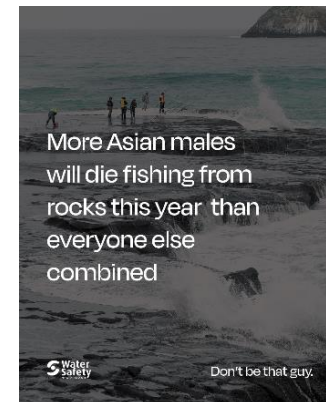 More Asian males
will die fishing from
rocks this year than
everyone else
combined
Water
Safety
Don't be that guy.